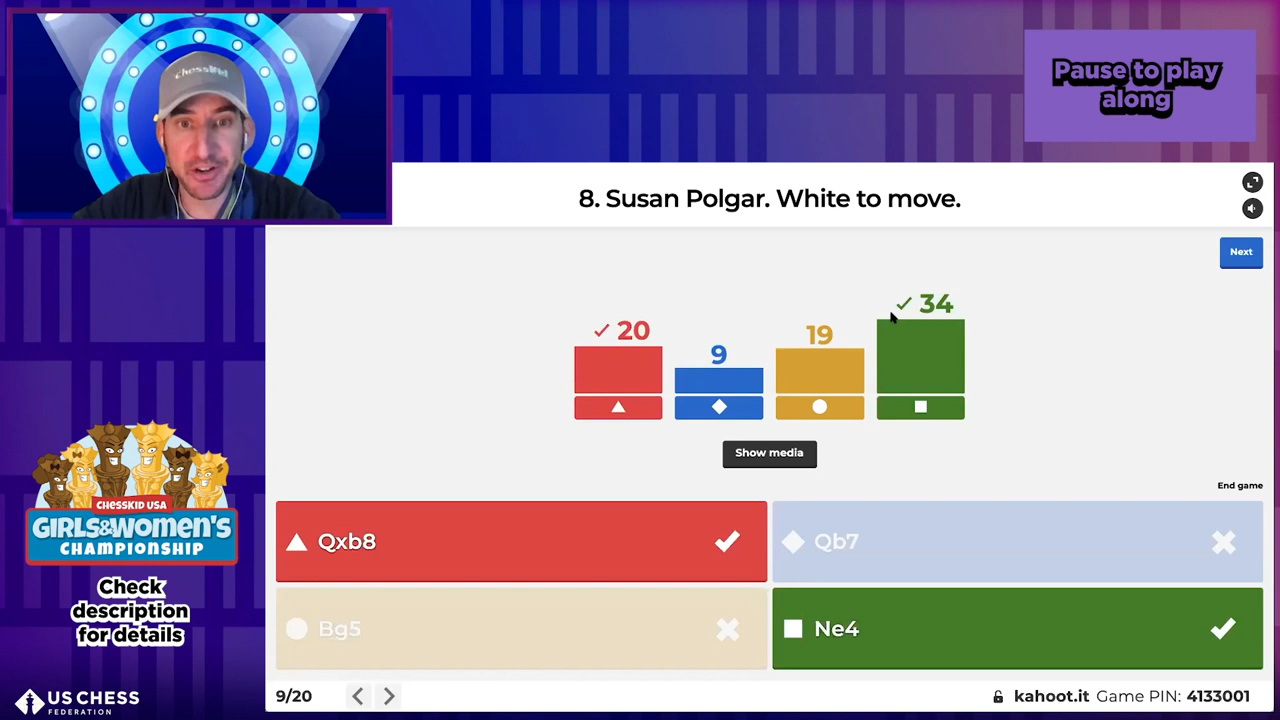 ChessKid
Pause to play
along
8. Susan Polgar. White to move.
Next
20
9
19
34
Show media
End game
Qxb8
Qb7
Bg5
Ne4
CHESSKID USA
GIRLS&WOMEN'S
CHAMPIONSHIP
Check
description
for details
US CHESS
FEDERATION
9/20
kahoot.it Game PIN: 4133001